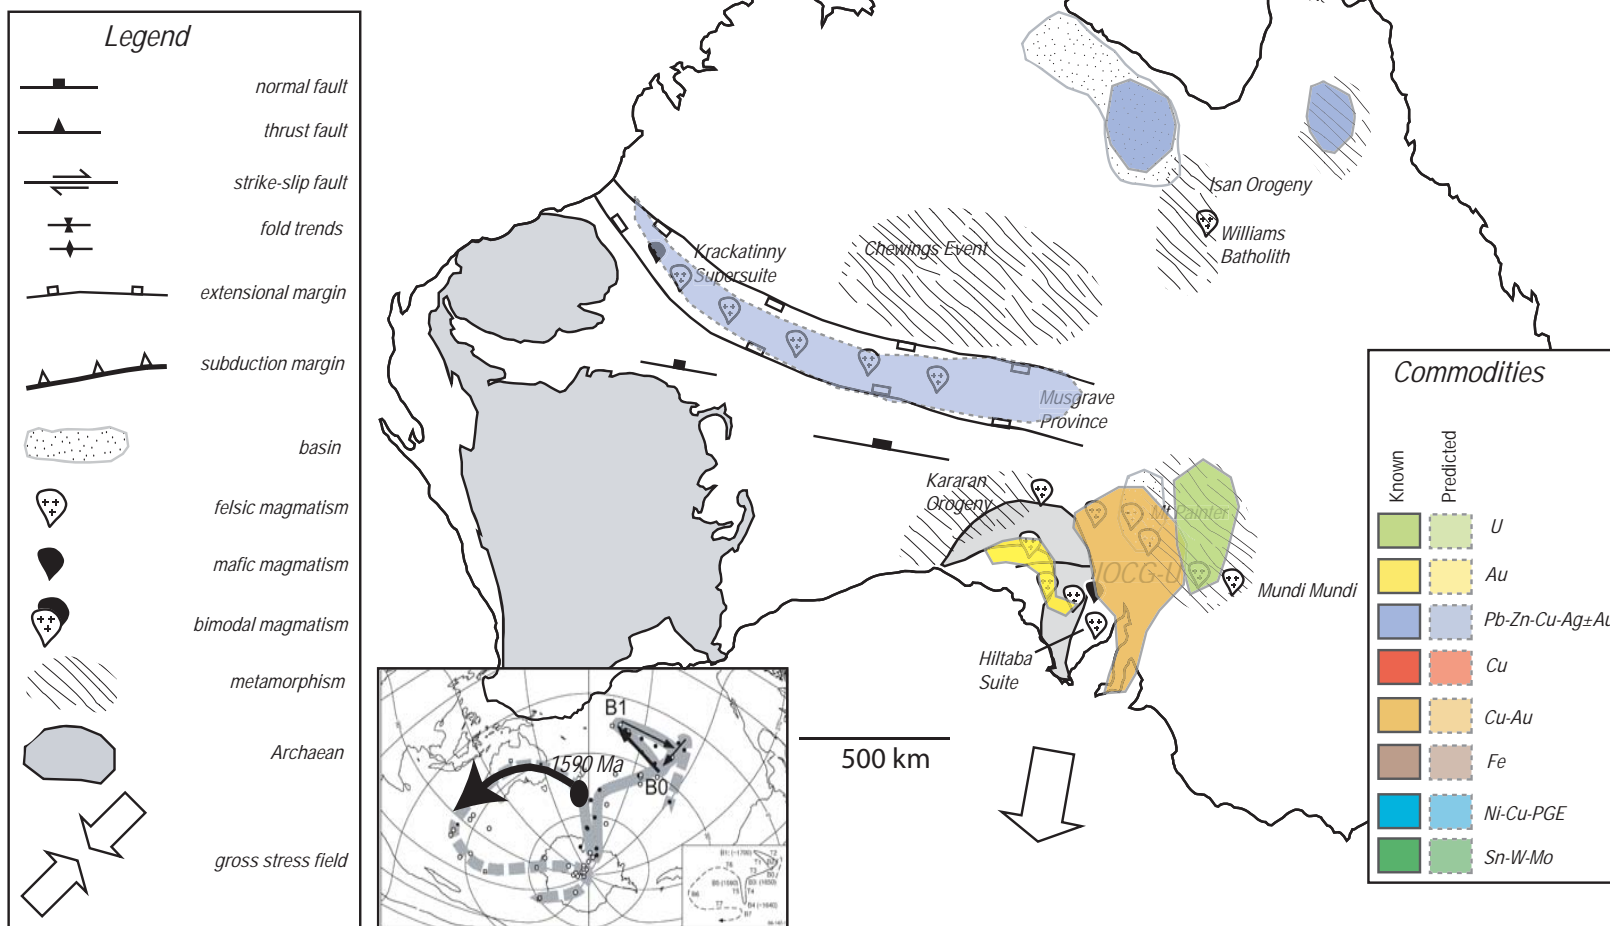 Legend
normal fault
thrust fault
strike-slip fault
fold trends
extensional margin
subduction margin
basin
felsic magmatism
mafic magmatism
bimodal magmatism
metamorphism
Archaean
gross stress field
Isan Orogeny
Williams
Batholith
Chewings Event
Krackatinny
Supersuite
Musgrave
Province
Kararan
Orogeny
Mt Painter
IOCG-U
Mundi Mundi
Hiltaba
Suite
500 km
B1
1590 Ma
B0
Commodities
Known
Predicted
U
Au
Pb-Zn-Cu-Ag±Au
Cu
Cu-Au
Fe
Ni-Cu-PGE
Sn-W-Mo